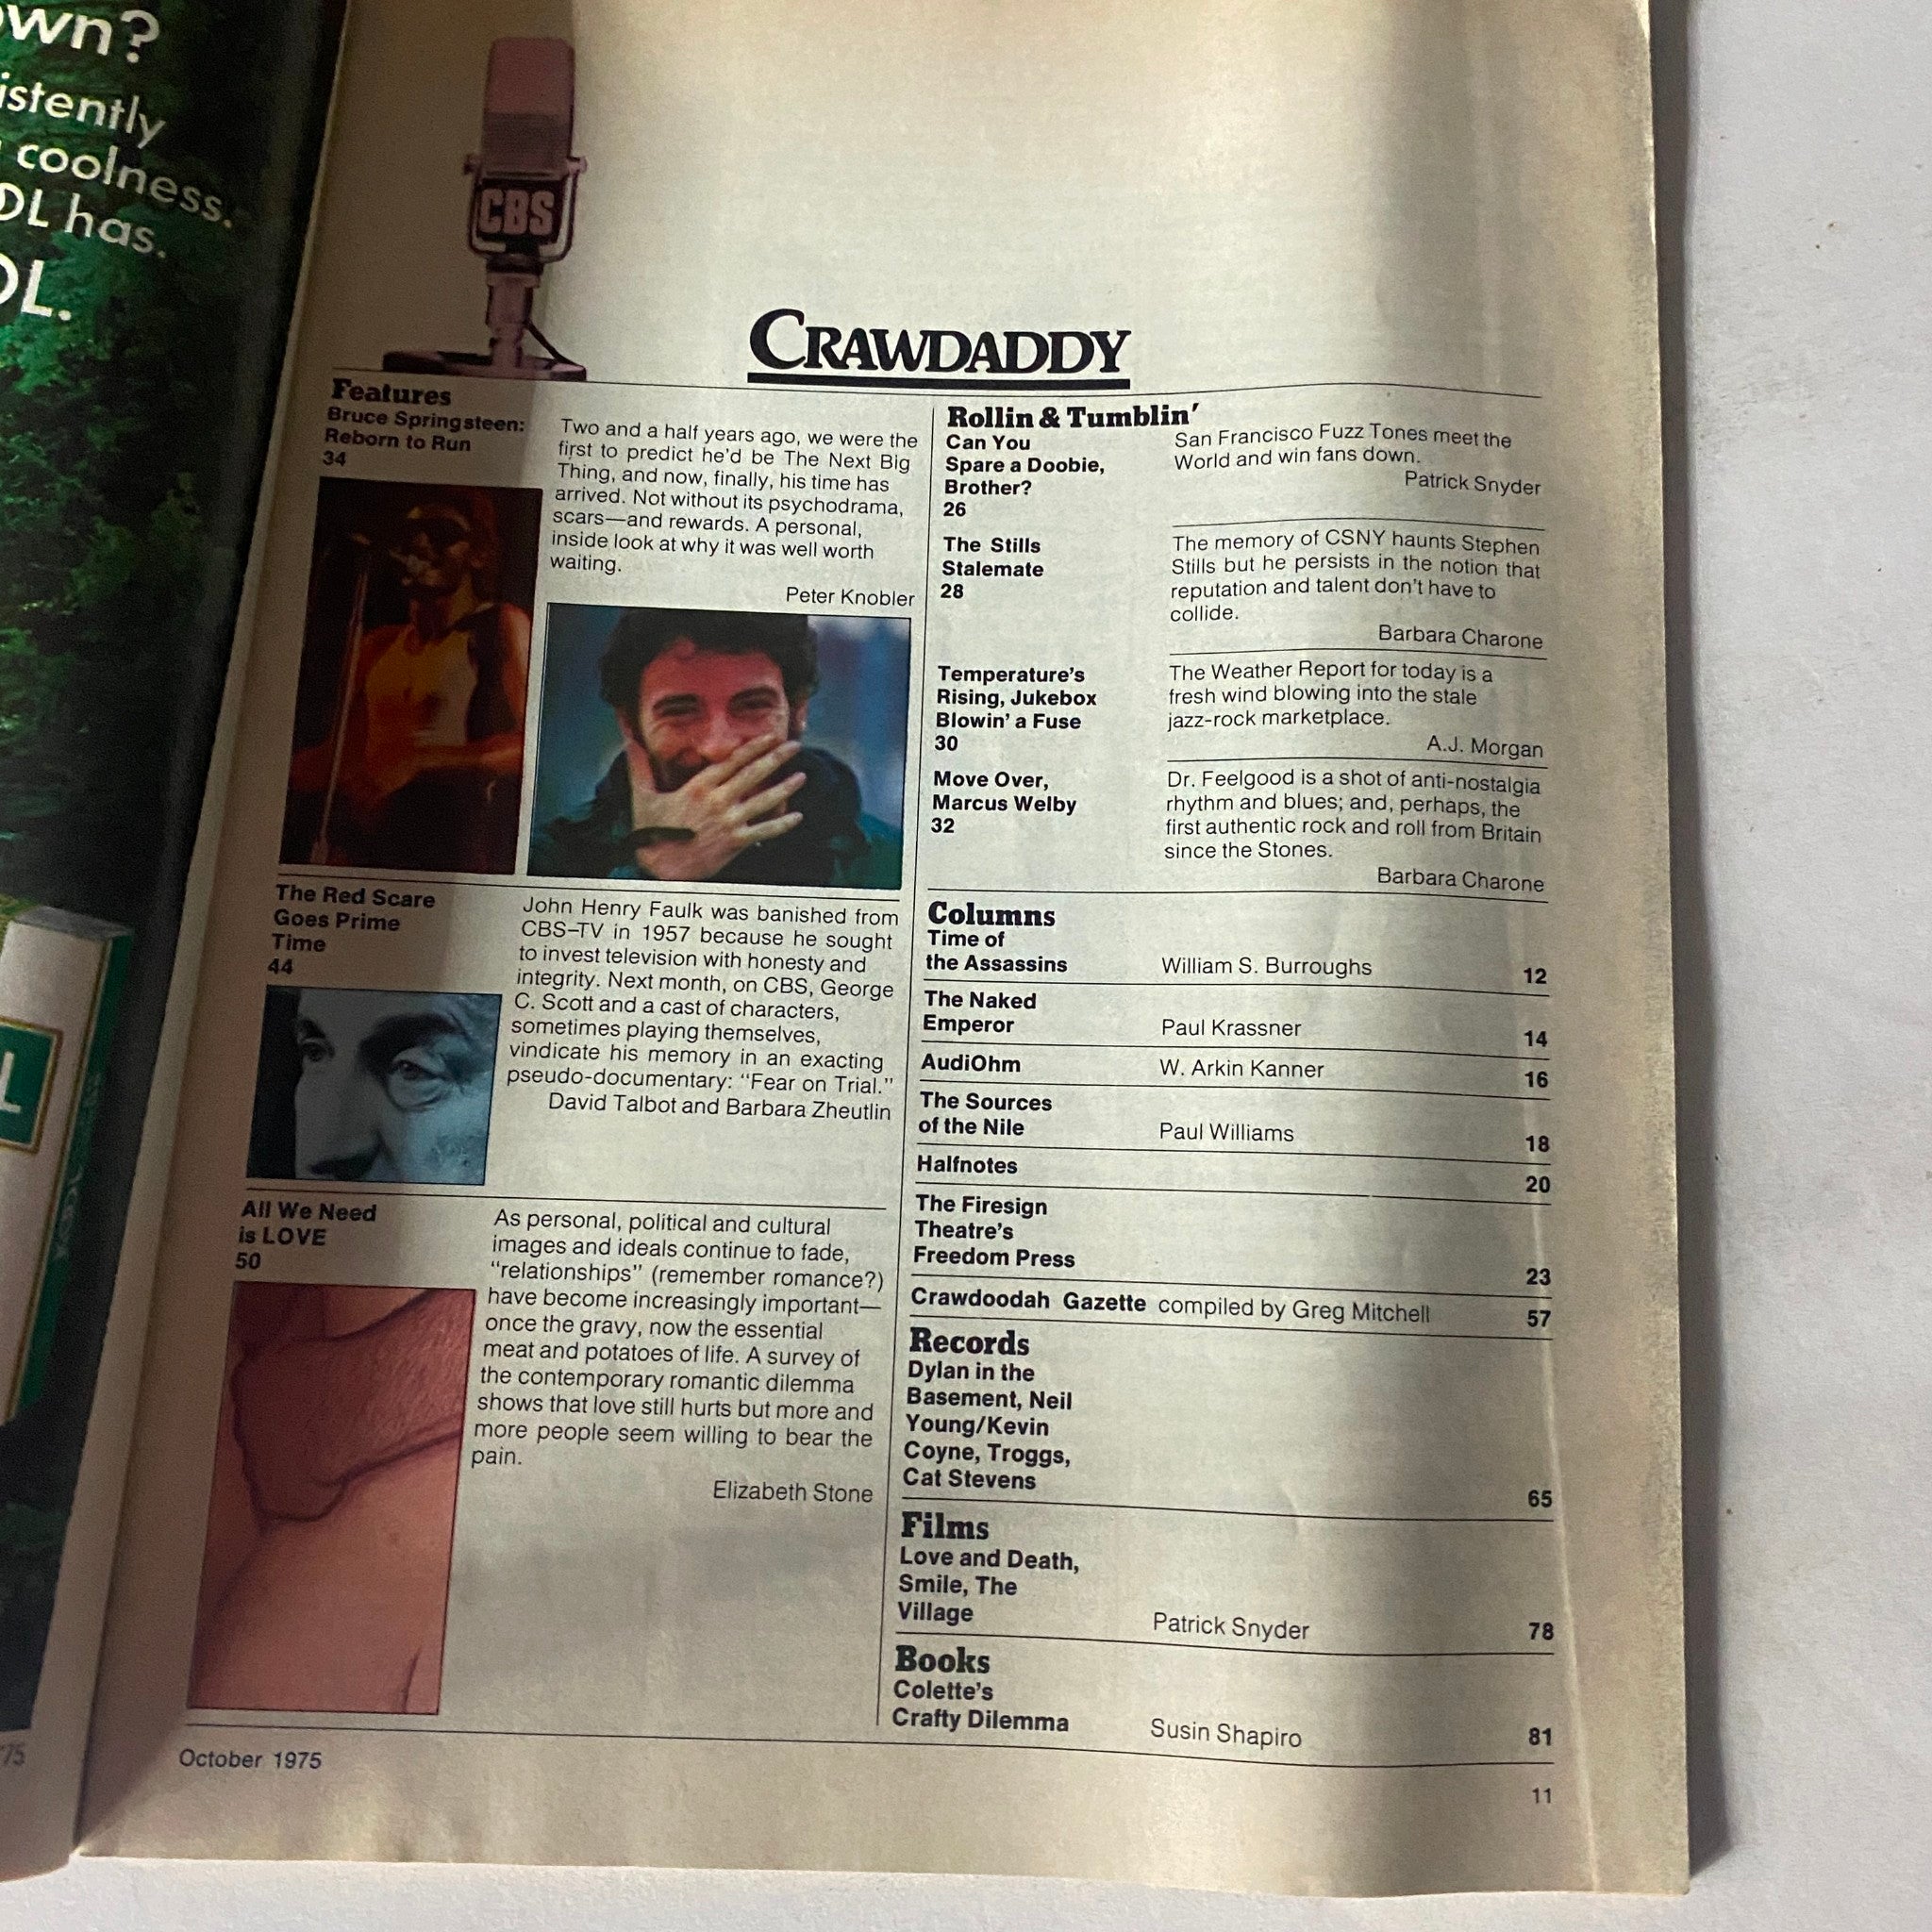 wn?
istently
coolness.
OL has.
OL.
L
75
CBS
CRAWDADDY
Features
Bruce Springsteen:
Reborn to Run
34
Two and a half years ago, we were the
first to predict he'd be The Next Big
Thing, and now, finally, his time has
arrived. Not without its psychodrama,
scars—and rewards. A personal,
inside look at why it was well worth
waiting.
Peter Knobler
The Red Scare
Goes Prime
Time
44
John Henry Faulk was banished from
CBS–TV in 1957 because he sought
to invest television with honesty and
integrity. Next month, on CBS, George
C. Scott and a cast of characters,
sometimes playing themselves,
vindicate his memory in an exacting
pseudo-documentary: "Fear on Trial."
David Talbot and Barbara Zheutlin
All We Need
is LOVE
50
As personal, political and cultural
images and ideals continue to fade,
"relationships" (remember romance?)
have become increasingly important—
once the gravy, now the essential
meat and potatoes of life. A survey of
the contemporary romantic dilemma
shows that love still hurts but more and
more people seem willing to bear the
pain.
Elizabeth Stone
Rollin & Tumblin'
Can You
Spare a Doobie,
Brother?
26
San Francisco Fuzz Tones meet the
World and win fans down.
Patrick Snyder
The Stills
Stalemate
28
The memory of CSNY haunts Stephen
Stills but he persists in the notion that
reputation and talent don't have to
collide.
Barbara Charone
Temperature's
Rising, Jukebox
Blowin' a Fuse
30
The Weather Report for today is a
fresh wind blowing into the stale
jazz-rock marketplace.
A.J. Morgan
Move Over,
Marcus Welby
32
Dr. Feelgood is a shot of anti-nostalgia
rhythm and blues; and, perhaps, the
first authentic rock and roll from Britain
since the Stones.
Barbara Charone
Columns
Time of
the Assassins William S. Burroughs 12
The Naked
Emperor Paul Krassner 14
AudiOhm W. Arkin Kanner 16
The Sources
of the Nile Paul Williams 18
Halfnotes 20
The Firesign
Theatre's
Freedom Press 23
Crawdoodah Gazette compiled by Greg Mitchell 57
Records
Dylan in the
Basement, Neil
Young/Kevin
Coyne, Troggs,
Cat Stevens 65
Films
Love and Death,
Smile, The
Village Patrick Snyder 78
Books
Colette's
Crafty Dilemma Susin Shapiro 81
October 1975
11